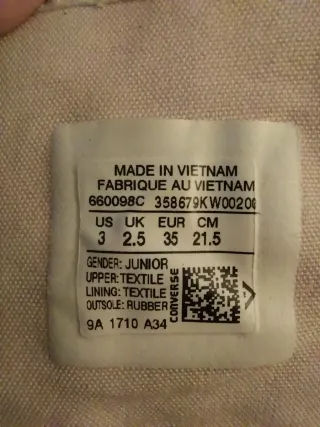 MADE IN VIETNAM
FABRIQUE AU VIETNAM
660098C 358679KW00200
US UK EUR CM
3 2.5 35 21.5
GENDER: JUNIOR
UPPER: TEXTILE
LINING: TEXTILE
OUTSOLE: RUBBER
CONVERSE
9A 1710 A34